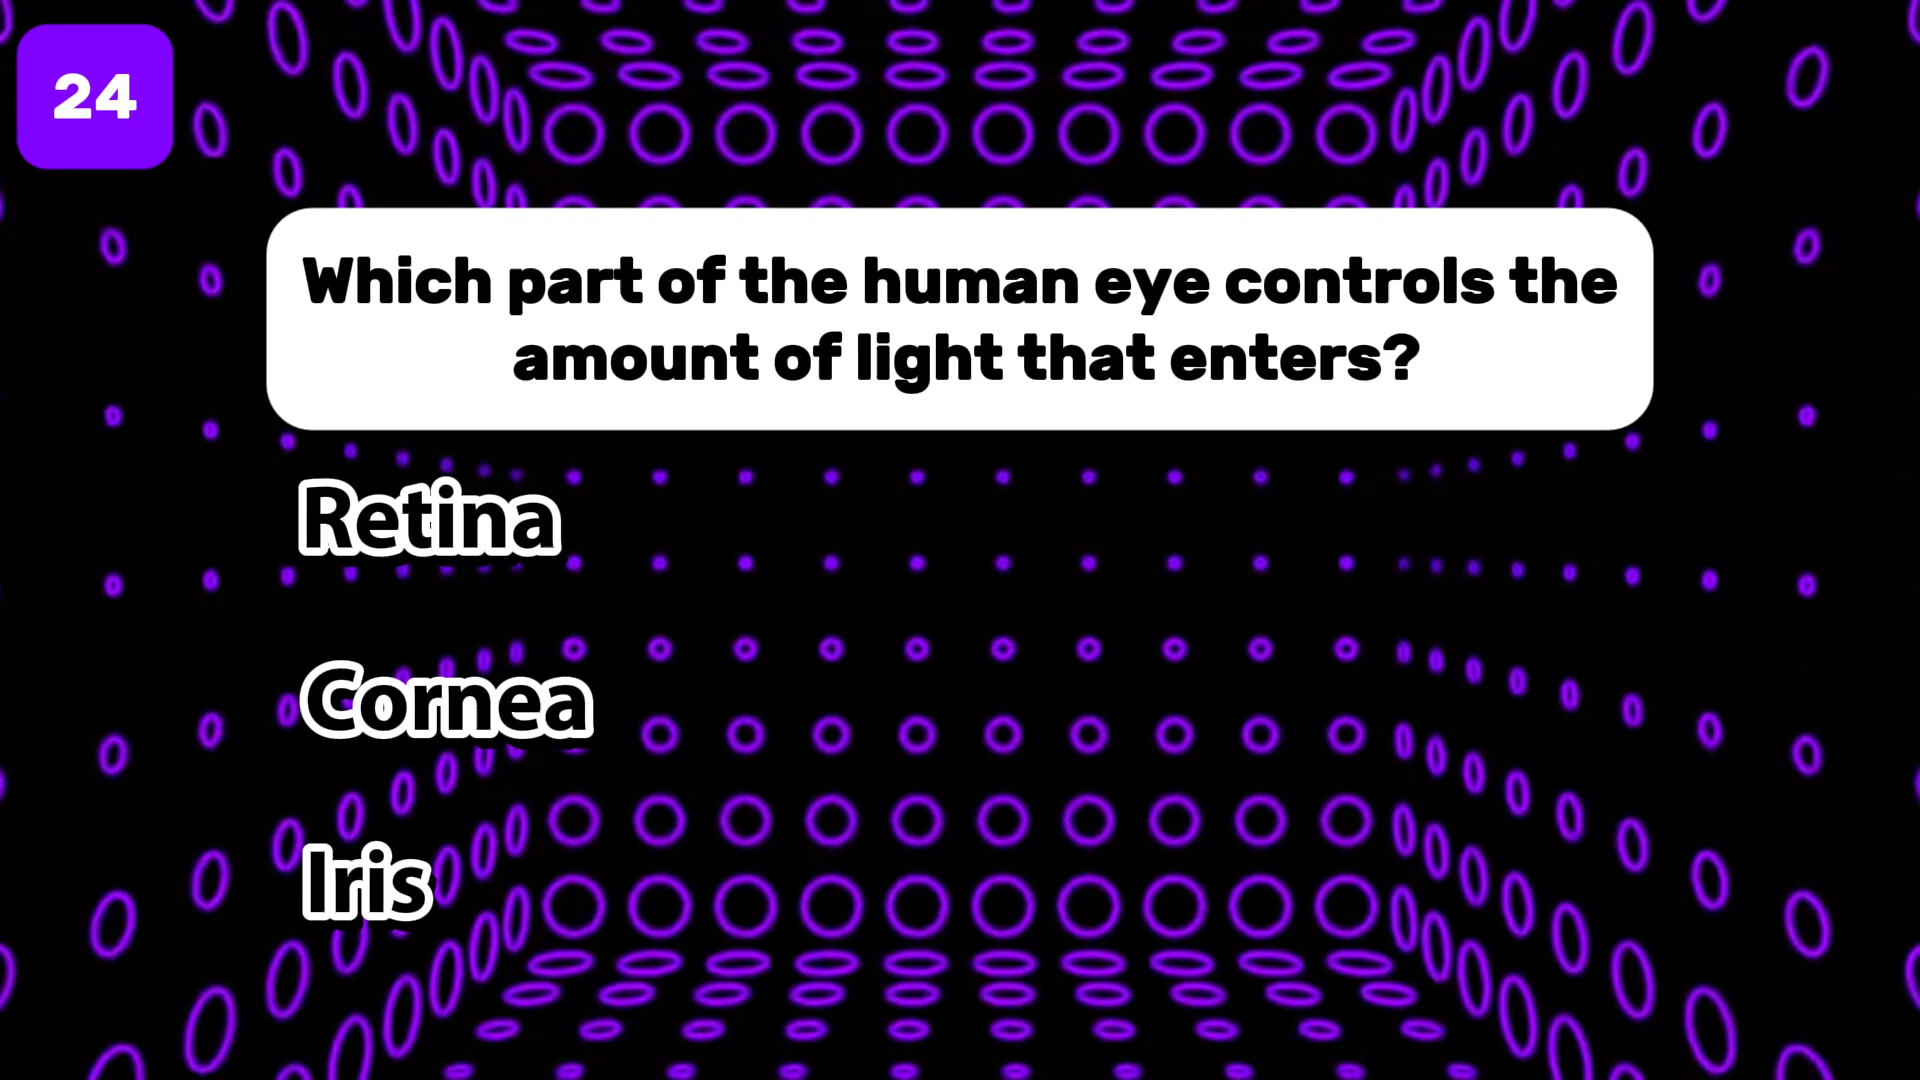 24
Which part of the human eye controls the
amount of light that enters?
Retina
Cornea
Iris